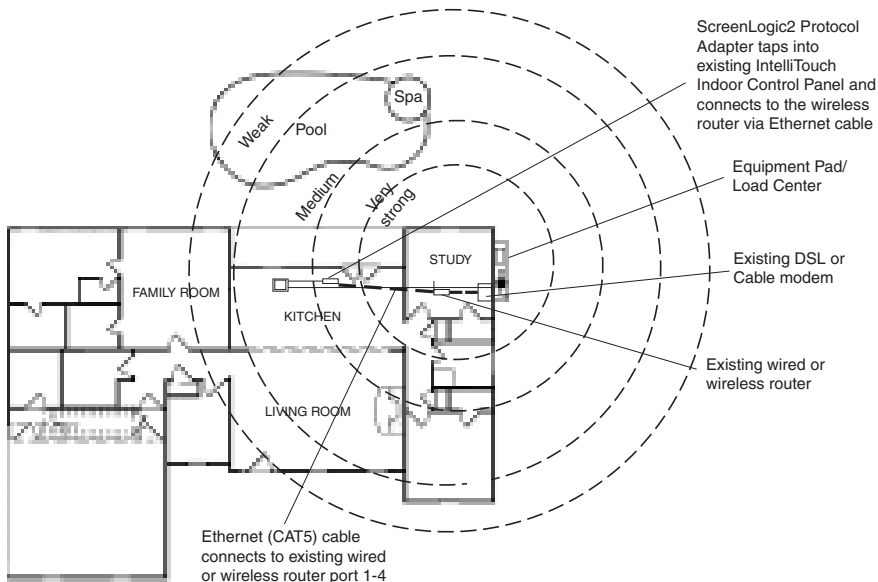 ScreenLogic2 Protocol
Adapter taps into
existing IntelliTouch
Indoor Control Panel and
connects to the wireless
router via Ethernet cable
Spa
Weak
Pool
Equipment Pad/
Load Center
Medium
Very
strong
STUDY
Existing DSL or
Cable modem
FAMILY ROOM
KITCHEN
Existing wired or
wireless router
LIVING ROOM
Ethernet (CAT5) cable
connects to existing wired
or wireless router port 1-4